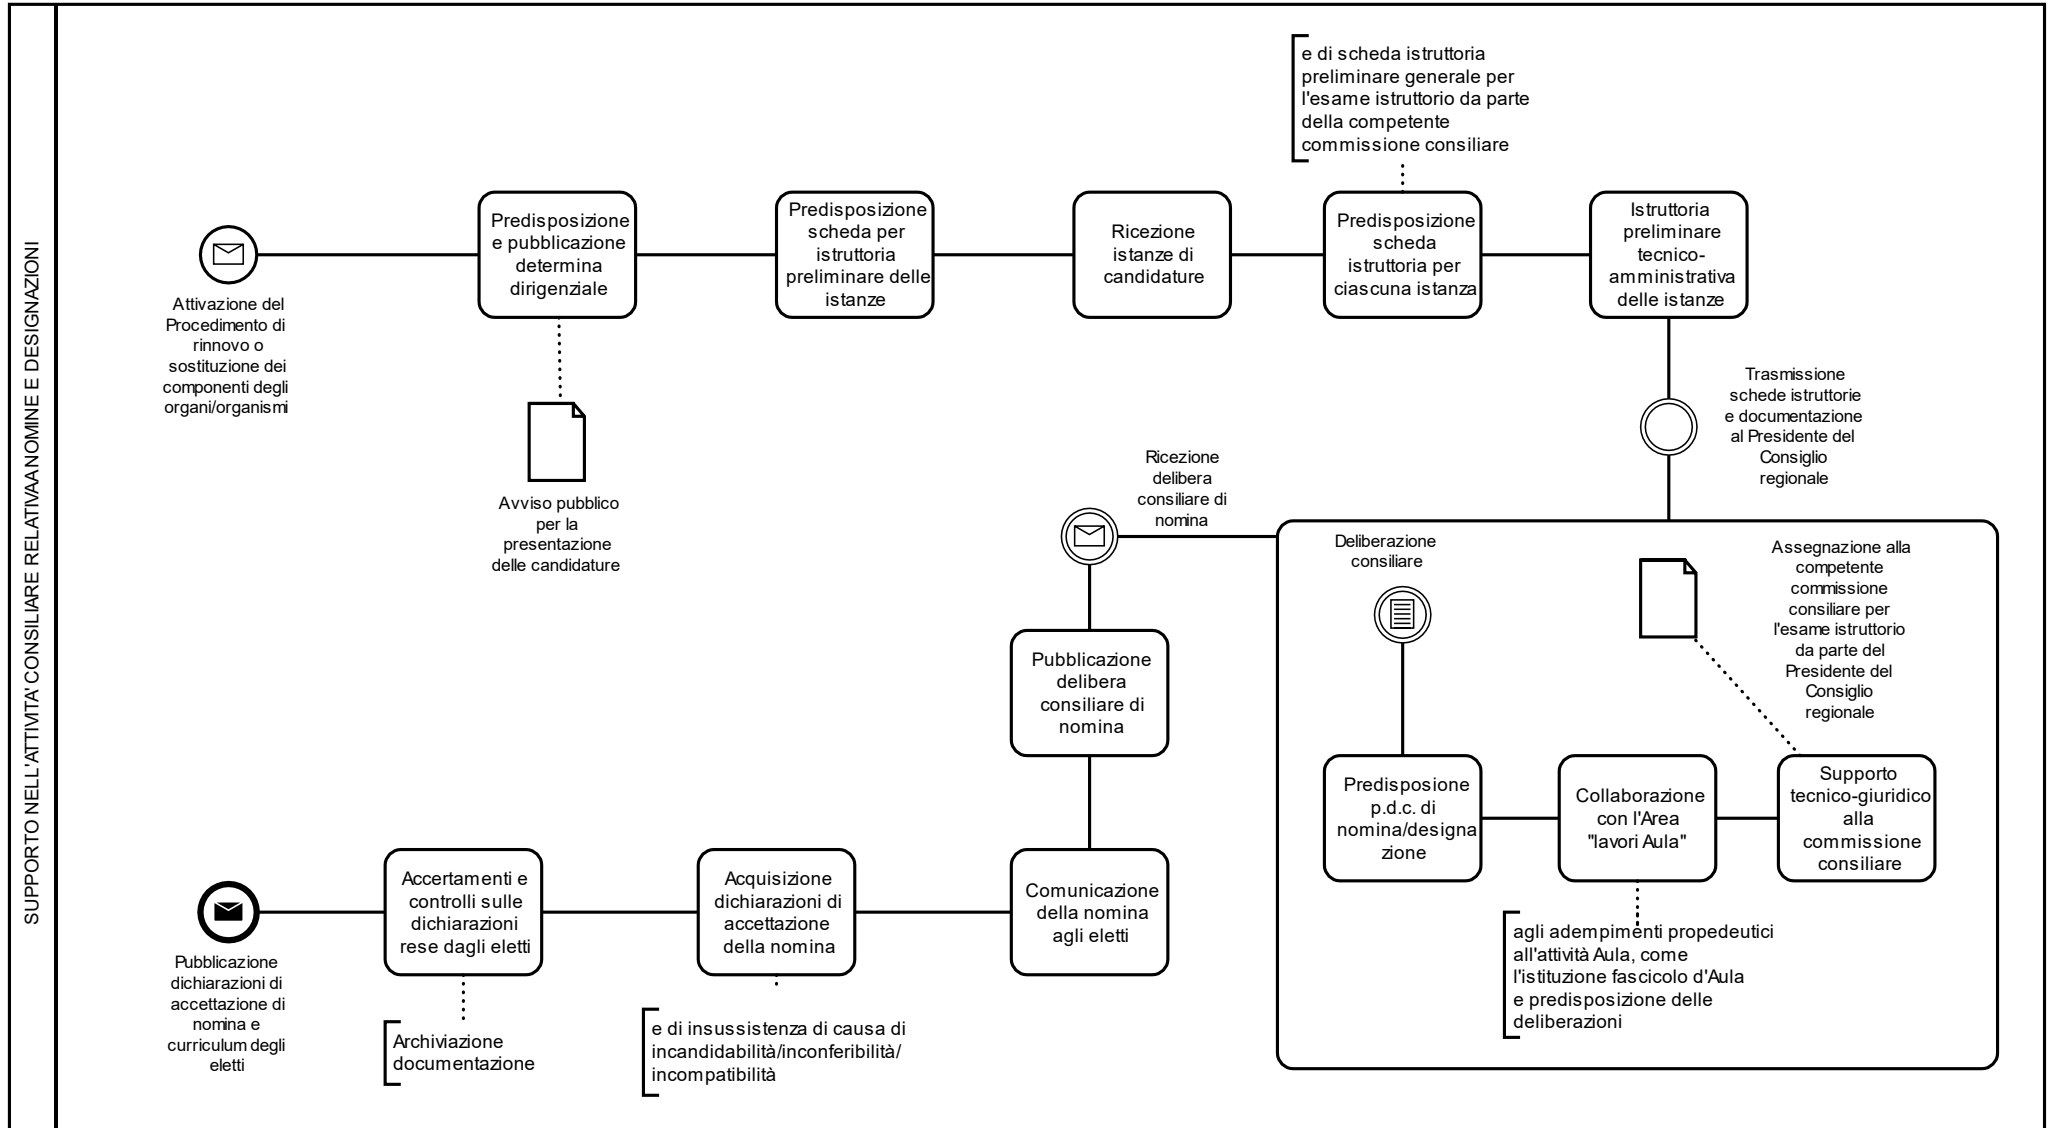 SUPPORTO NELL'ATTIVITA' CONSILIARE RELATIVA A NOMINE E DESIGNAZIONI
e di scheda istruttoria
preliminare generale per
l'esame istruttorio da parte
della competente
commissione consiliare
Attivazione del
Procedimento di
rinnovo o
sostituzione dei
componenti degli
organi/organismi
Predisposizione
e pubblicazione
determina
dirigenziale
Predisposizione
scheda per
istruttoria
preliminare delle
istanze
Ricezione
istanze di
candidature
Predisposizione
scheda
istruttoria per
ciascuna istanza
Istruttoria
preliminare
tecnico-
amministrativa
delle istanze
Avviso pubblico
per la
presentazione
delle candidature
Trasmissione
schede istruttorie
e documentazione
al Presidente del
Consiglio
regionale
Ricezione
delibera
consiliare di
nomina
Deliberazione
consiliare
Assegnazione alla
competente
commissione
consiliare per
l'esame istruttorio
da parte del
Presidente del
Consiglio
regionale
Supporto
tecnico-giuridico
alla
commissione
consiliare
Collaborazione
con l'Area
"lavori Aula"
agli adempimenti propedeutici
all'attività Aula, come
l'istituzione fascicolo d'Aula
e predisposizione delle
deliberazioni
Predisposione
p.d.c. di
nomina/designa
zione
Pubblicazione
delibera
consiliare di
nomina
Comunicazione
della nomina
agli eletti
Acquisizione
dichiarazioni di
accettazione
della nomina
e di insussistenza di causa di
incandidabilità/inconferibilità/
incompatibilità
Accertamenti e
controlli sulle
dichiarazioni
rese dagli eletti
Archiviazione
documentazione
Pubblicazione
dichiarazioni di
accettazione di
nomina e
curriculum degli
eletti